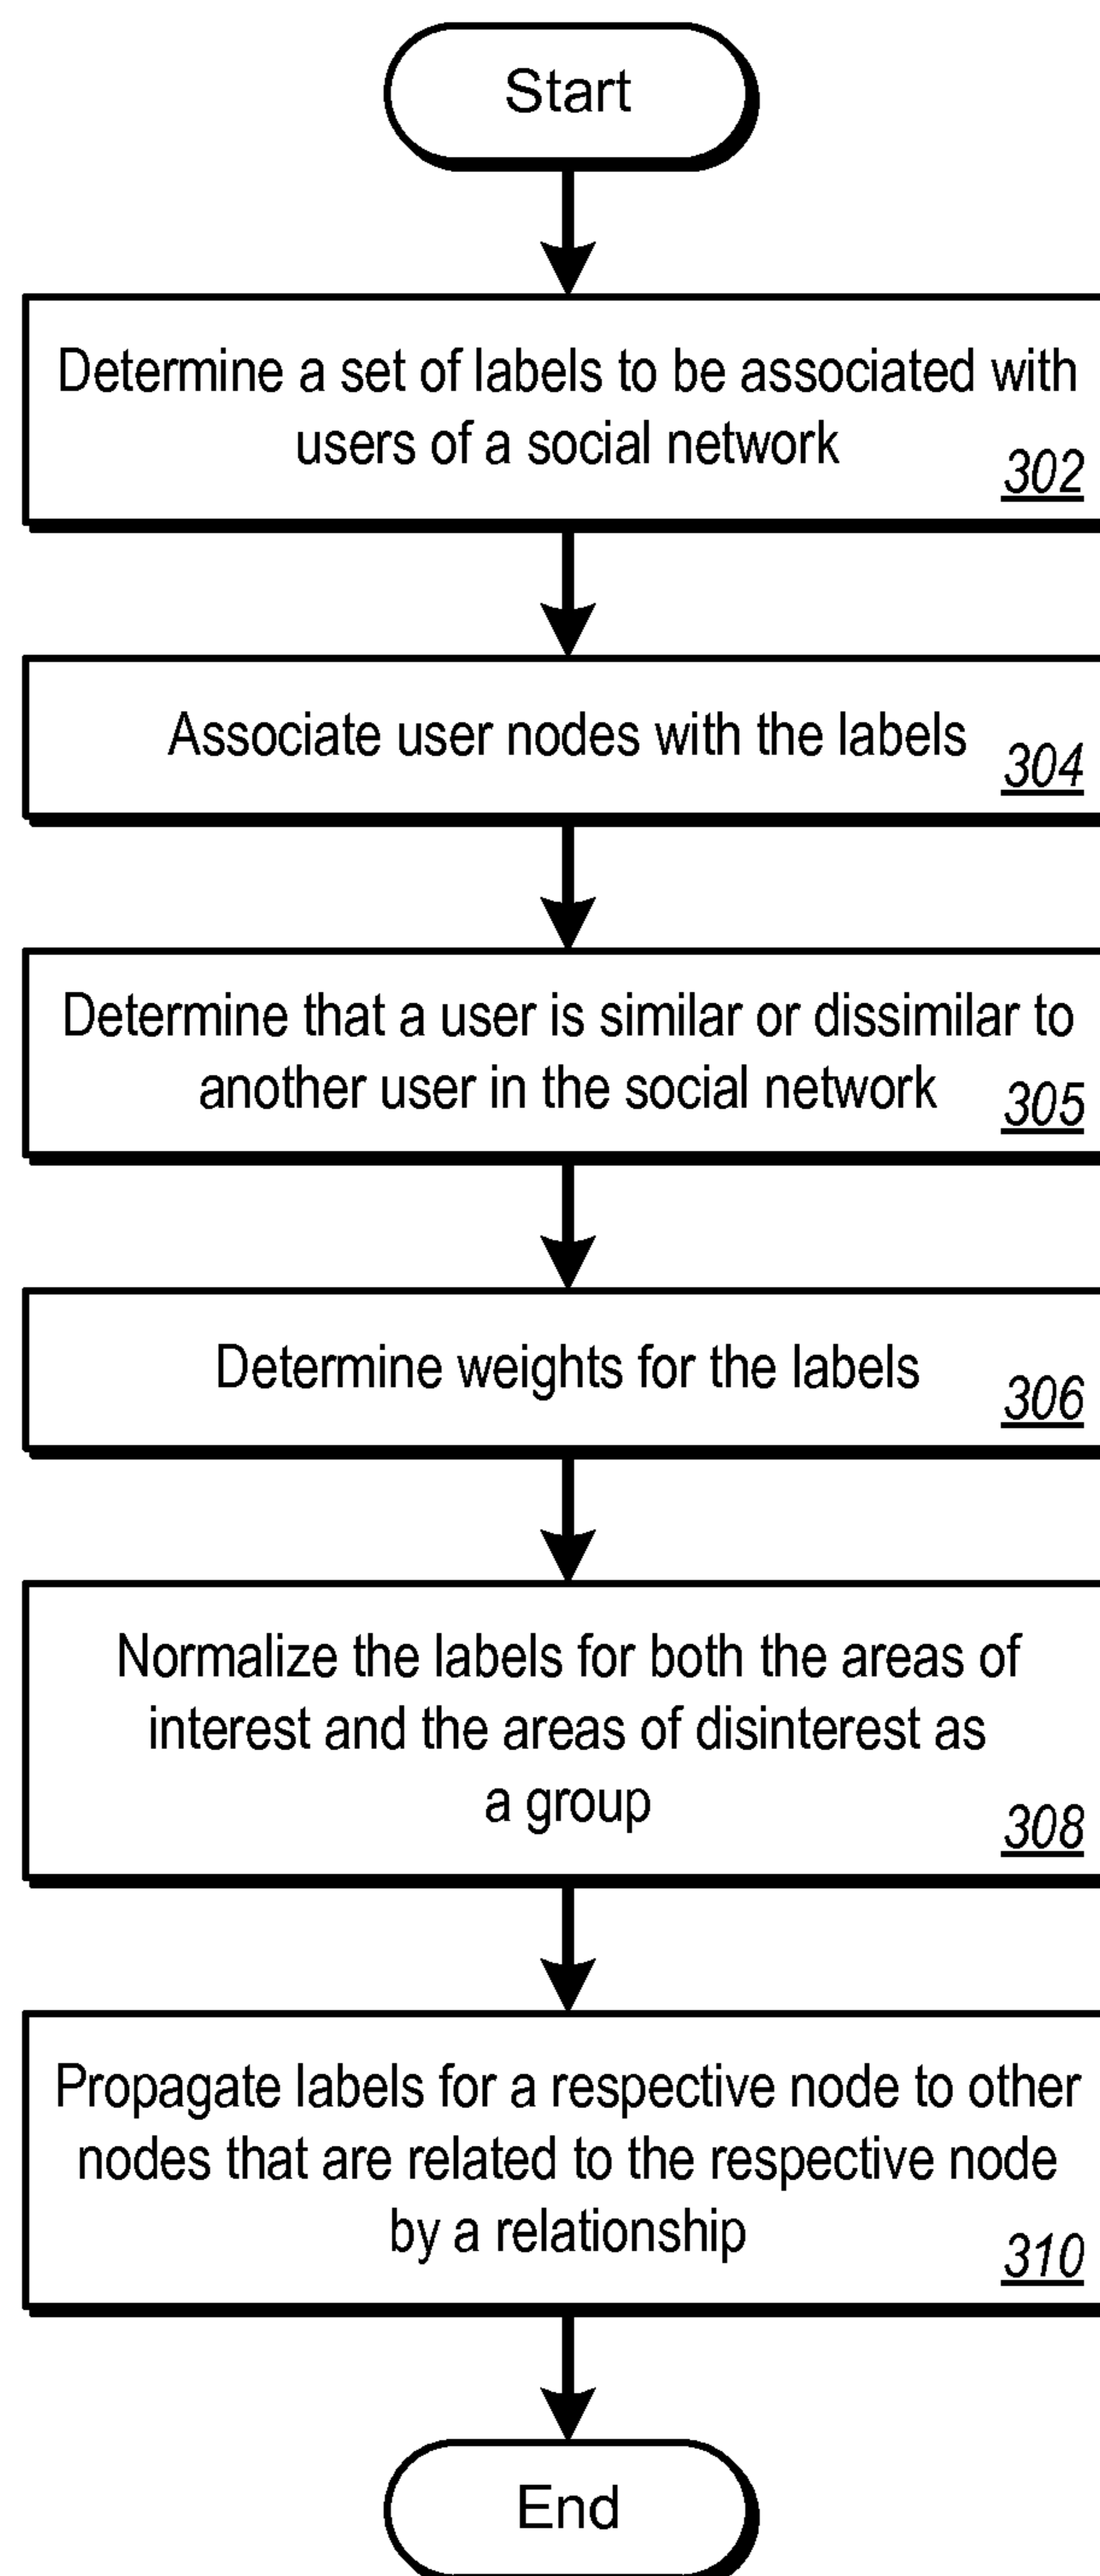 Start
Determine a set of labels to be associated with
users of a social network
302
Associate user nodes with the labels
304
Determine that a user is similar or dissimilar to
another user in the social network
305
Determine weights for the labels
306
Normalize the labels for both the areas of
interest and the areas of disinterest as
a group
308
Propagate labels for a respective node to other
nodes that are related to the respective node
by a relationship
310
End